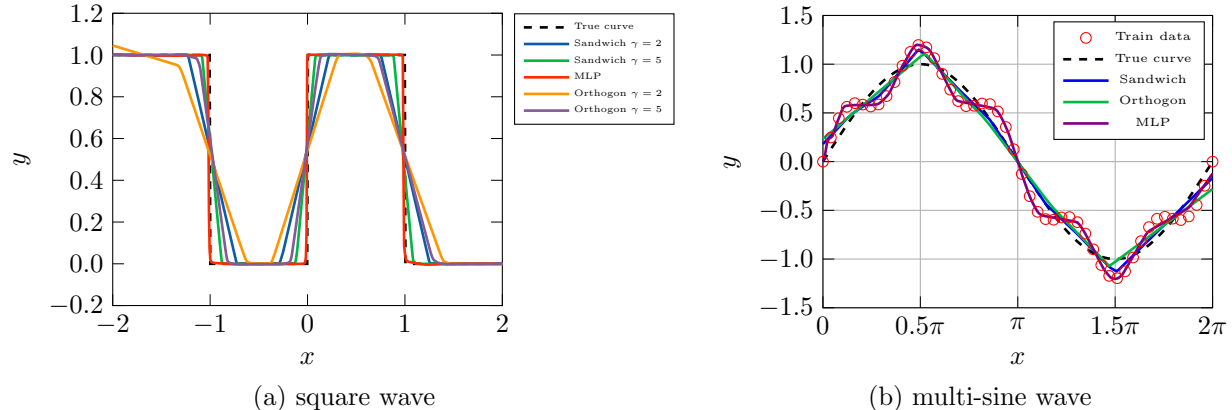 1.2
1.0
0.8
0.6
0.4
0.2
0.0
−0.2
y
−2
−1
0
1
2
x
True curve
Sandwich γ = 2
Sandwich γ = 5
MLP
Orthogon γ = 2
Orthogon γ = 5
(a) square wave
1.5
1.0
0.5
0.0
−0.5
−1.0
−1.5
y
0
0.5π
π
1.5π
2π
x
Train data
True curve
Sandwich
Orthogon
MLP
(b) multi-sine wave